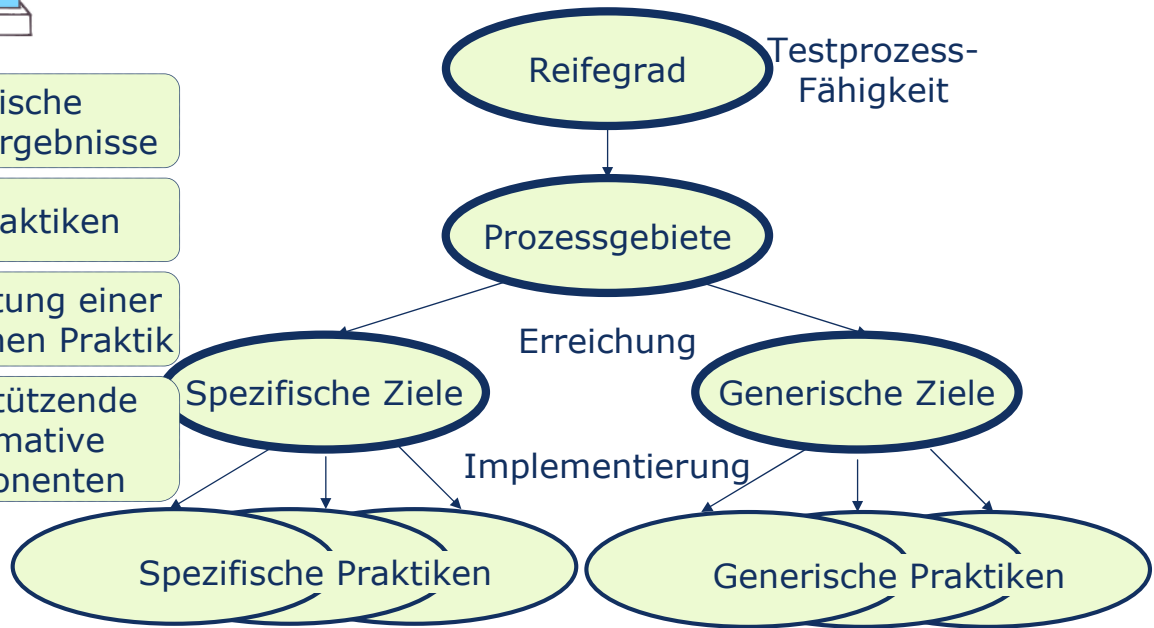 Reifegrad
Testprozess-
Fähigkeit
ische
rgebnisse
aktiken
Prozessgebiete
tung einer
nen Praktik
Erreichung
tützende
mative
onenten
Spezifische Ziele
Generische Ziele
Implementierung
Spezifische Praktiken
Generische Praktiken